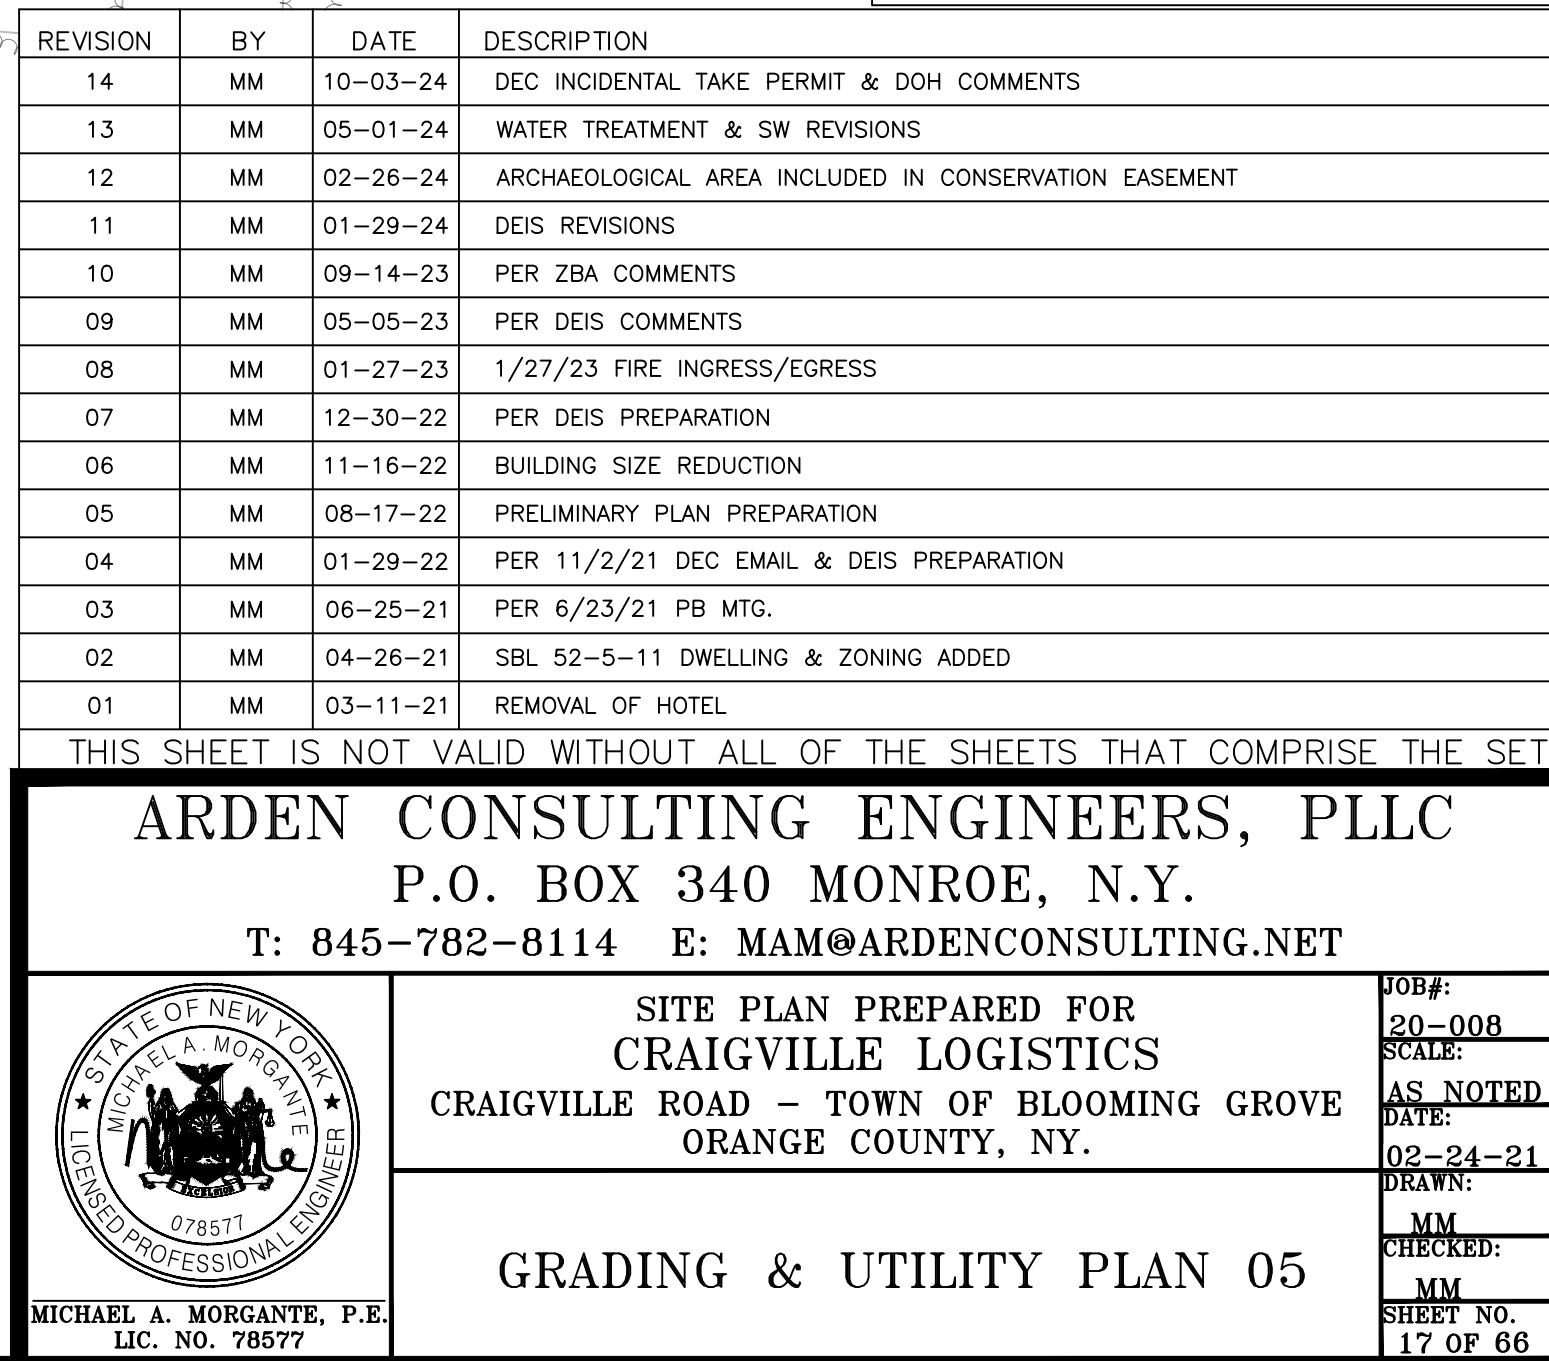 REVISION BY DATE DESCRIPTION
14 MM 10-03-24 DEC INCIDENTAL TAKE PERMIT & DOH COMMENTS
13 MM 05-01-24 WATER TREATMENT & SW REVISIONS
12 MM 02-26-24 ARCHAEOLOGICAL AREA INCLUDED IN CONSERVATION EASEMENT
11 MM 01-29-24 DEIS REVISIONS
10 MM 09-14-23 PER ZBA COMMENTS
09 MM 05-05-23 PER DEIS COMMENTS
08 MM 01-27-23 1/27/23 FIRE INGRESS/EGRESS
07 MM 12-30-22 PER DEIS PREPARATION
06 MM 11-16-22 BUILDING SIZE REDUCTION
05 MM 08-17-22 PRELIMINARY PLAN PREPARATION
04 MM 01-29-22 PER 11/2/21 DEC EMAIL & DEIS PREPARATION
03 MM 06-25-21 PER 6/23/21 PB MTG.
02 MM 04-26-21 SBL 52-5-11 DWELLING & ZONING ADDED
01 MM 03-11-21 REMOVAL OF HOTEL
THIS SHEET IS NOT VALID WITHOUT ALL OF THE SHEETS THAT COMPRISE THE SET
ARDEN CONSULTING ENGINEERS, PLLC
P.O. BOX 340 MONROE, N.Y.
T: 845-782-8114 E: MAM@ARDENCONSULTING.NET
STATE OF NEW YORK
MICHAEL A. MORGANTE
EXCELSIOR
078577
LICENSED PROFESSIONAL ENGINEER
MICHAEL A. MORGANTE, P.E.
LIC. NO. 78577
SITE PLAN PREPARED FOR
CRAIGVILLE LOGISTICS
CRAIGVILLE ROAD - TOWN OF BLOOMING GROVE
ORANGE COUNTY, NY.
GRADING & UTILITY PLAN 05
JOB#:
20-008
SCALE:
AS NOTED
DATE:
02-24-21
DRAWN:
MM
CHECKED:
MM
SHEET NO.
17 OF 66